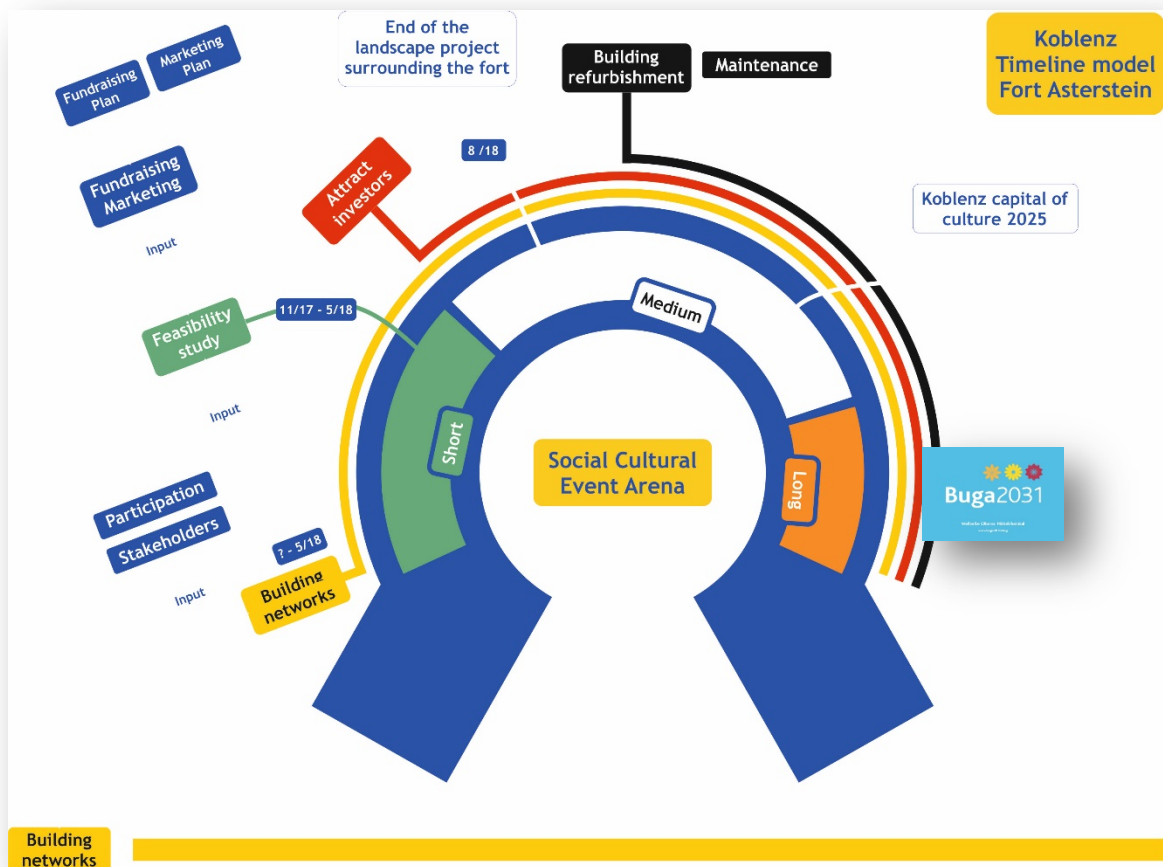 Koblenz
Timeline model
Fort Asterstein
End of the
landscape project
surrounding the fort
Fundraising
Plan
Marketing
Plan
Building
refurbishment
Maintenance
Fundraising
Marketing
Attract
investors
8 /18
Koblenz capital of
culture 2025
Input
Feasibility
study
11/17 - 5/18
Medium
Input
Short
Social Cultural
Event Arena
Long
Buga2031
Participation
Stakeholders
? - 5/18
Input
Building
networks
Building
networks